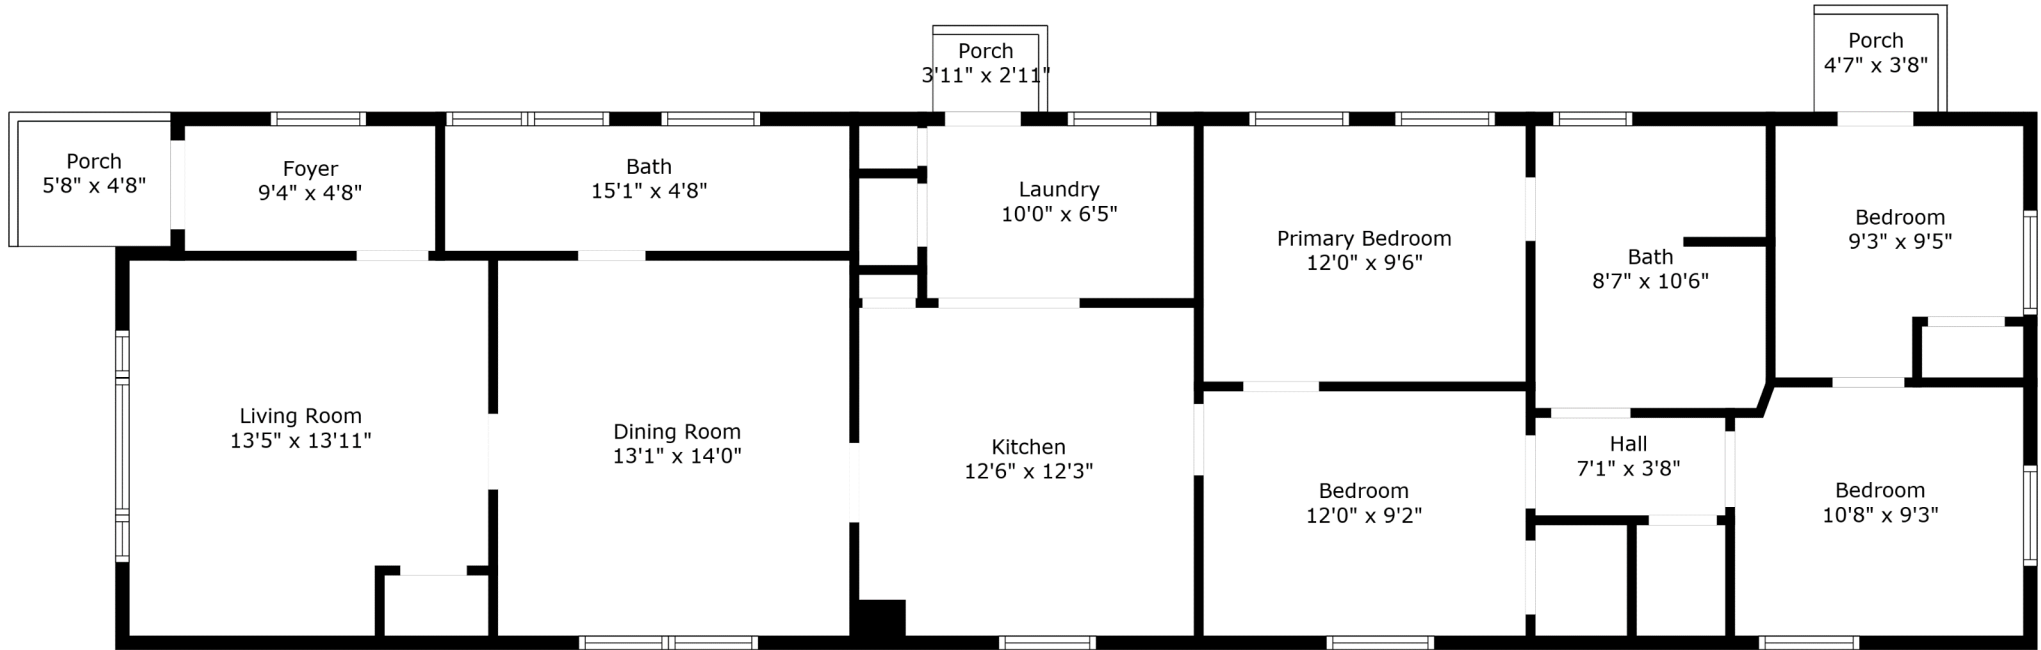 Porch
5'8" x 4'8"
Foyer
9'4" x 4'8"
Bath
15'1" x 4'8"
Porch
3'11" x 2'11"
Laundry
10'0" x 6'5"
Primary Bedroom
12'0" x 9'6"
Bath
8'7" x 10'6"
Porch
4'7" x 3'8"
Bedroom
9'3" x 9'5"
Living Room
13'5" x 13'11"
Dining Room
13'1" x 14'0"
Kitchen
12'6" x 12'3"
Bedroom
12'0" x 9'2"
Hall
7'1" x 3'8"
Bedroom
10'8" x 9'3"